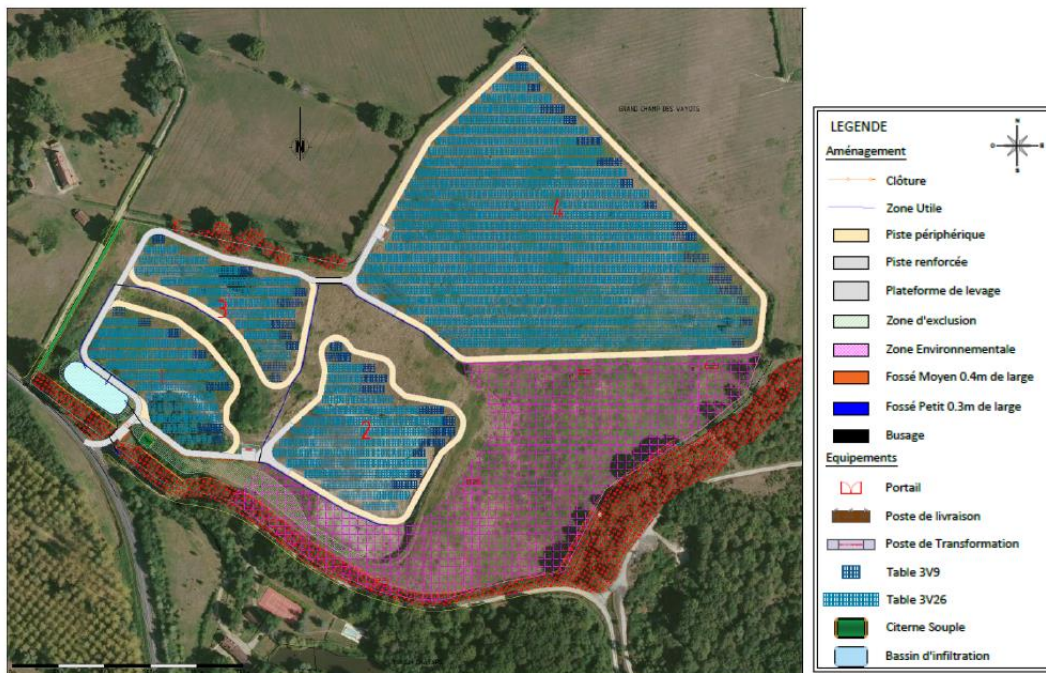 GRAND CHAMP DES VAYOTS
N
4
3
1
2
LEGENDE
Aménagement
Clôture
Zone Utile
Piste périphérique
Piste renforcée
Plateforme de levage
Zone d'exclusion
Zone Environnementale
Fossé Moyen 0.4m de large
Fossé Petit 0.3m de large
Busage
Equipements
Portail
Poste de livraison
Poste de Transformation
Table 3V9
Table 3V26
Citerne Souple
Bassin d'infiltration